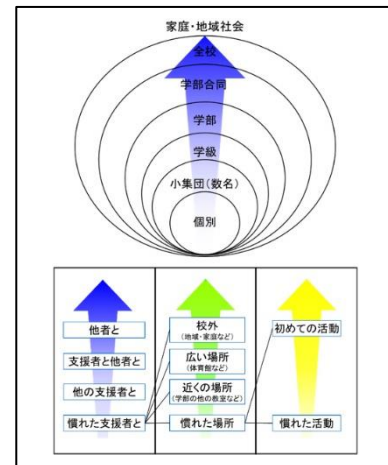 家庭・地域社会
全校
学部合同
学部
学級
小集団(数名)
個別
他者と
支援者と他者と
他の支援者と
慣れた支援者と
校外
(地域・家庭など)
広い場所
(体育館など)
近くの場所
(学部の他の教室など)
慣れた場所
初めての活動
慣れた活動